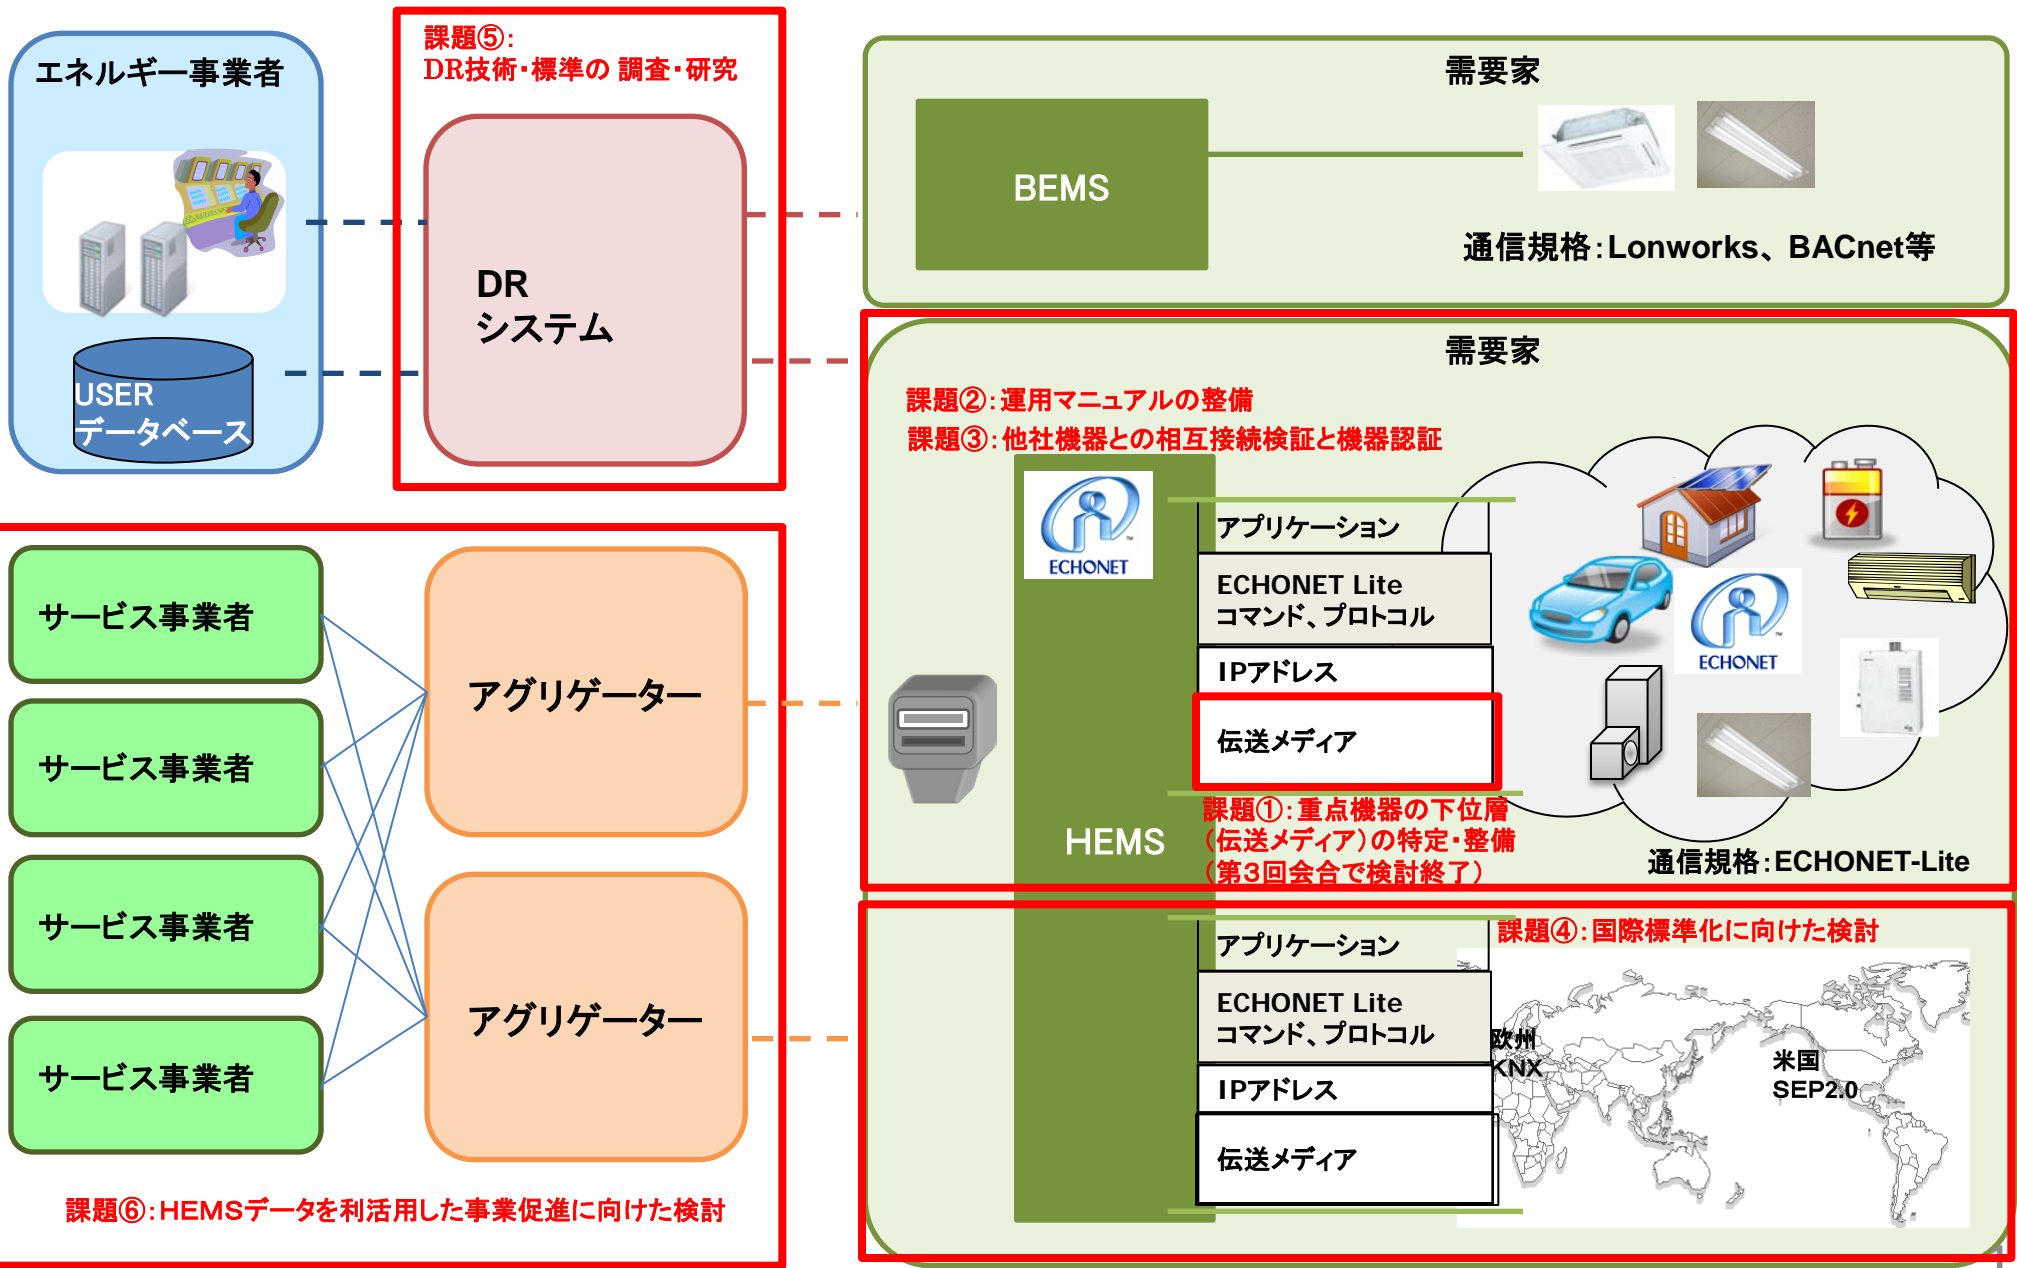 エネルギー事業者
USER
データベース
課題⑤:
DR技術・標準の 調査・研究
DR
システム
需要家
BEMS
通信規格:Lonworks、BACnet等
需要家
課題②:運用マニュアルの整備
課題③:他社機器との相互接続検証と機器認証
ECHONET
TM
アプリケーション
ECHONET Lite
コマンド、プロトコル
IPアドレス
伝送メディア
ECHONET
TM
課題①:重点機器の下位層
(伝送メディア)の特定・整備
(第3回会合で検討終了)
HEMS
通信規格:ECHONET-Lite
サービス事業者
サービス事業者
サービス事業者
サービス事業者
アグリゲーター
アグリゲーター
課題⑥:HEMSデータを利活用した事業促進に向けた検討
課題④:国際標準化に向けた検討
アプリケーション
ECHONET Lite
コマンド、プロトコル
IPアドレス
伝送メディア
欧州
KNX
米国
SEP2.0